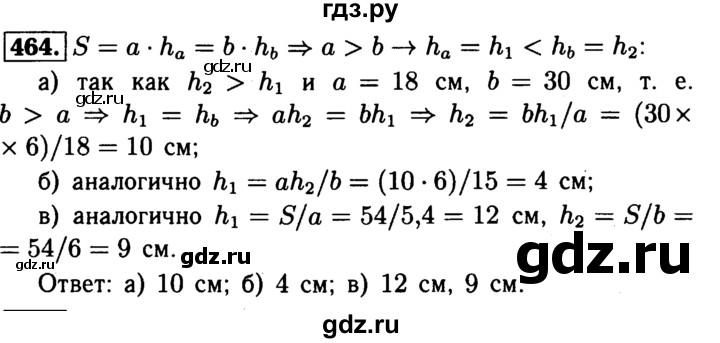 гдз.ру
464. S = a · hₐ = b · h_b ⇒ a > b → hₐ = h₁ < h_b = h₂:
gdz.ru
а) так как h₂ > h₁ и a = 18 см, b = 30 см, т. е.
gdz.ru
b > a ⇒ h₁ = h_b ⇒ ah₂ = bh₁ ⇒ h₂ = bh₁/a = (30×
× 6)/18 = 10 см;
gdz.ru
б) аналогично h₁ = ah₂/b = (10 · 6)/15 = 4 см;
в) аналогично h₁ = S/a = 54/5,4 = 12 см, h₂ = S/b =
= 54/6 = 9 см.
gdz.ru
gdz.ru
gdz.ru
Ответ: а) 10 см; б) 4 см; в) 12 см, 9 см.
gdz.ru